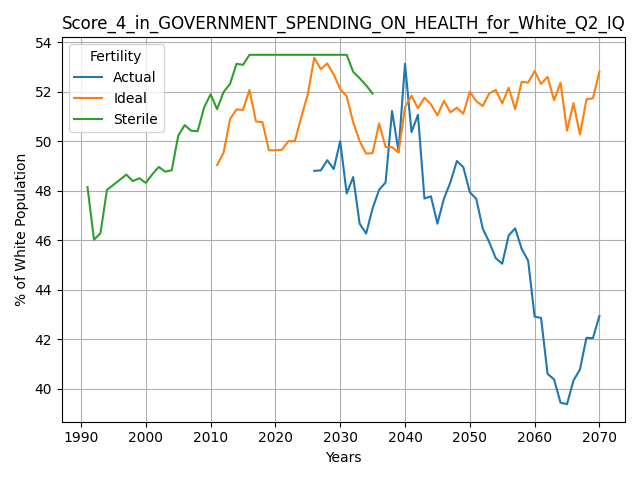 Score_4_in_GOVERNMENT_SPENDING_ON_HEALTH_for_White_Q2_IQ
Fertility
Actual
Ideal
Sterile
% of White Population
54
52
50
48
46
44
42
40
1990
2000
2010
2020
2030
2040
2050
2060
2070
Years